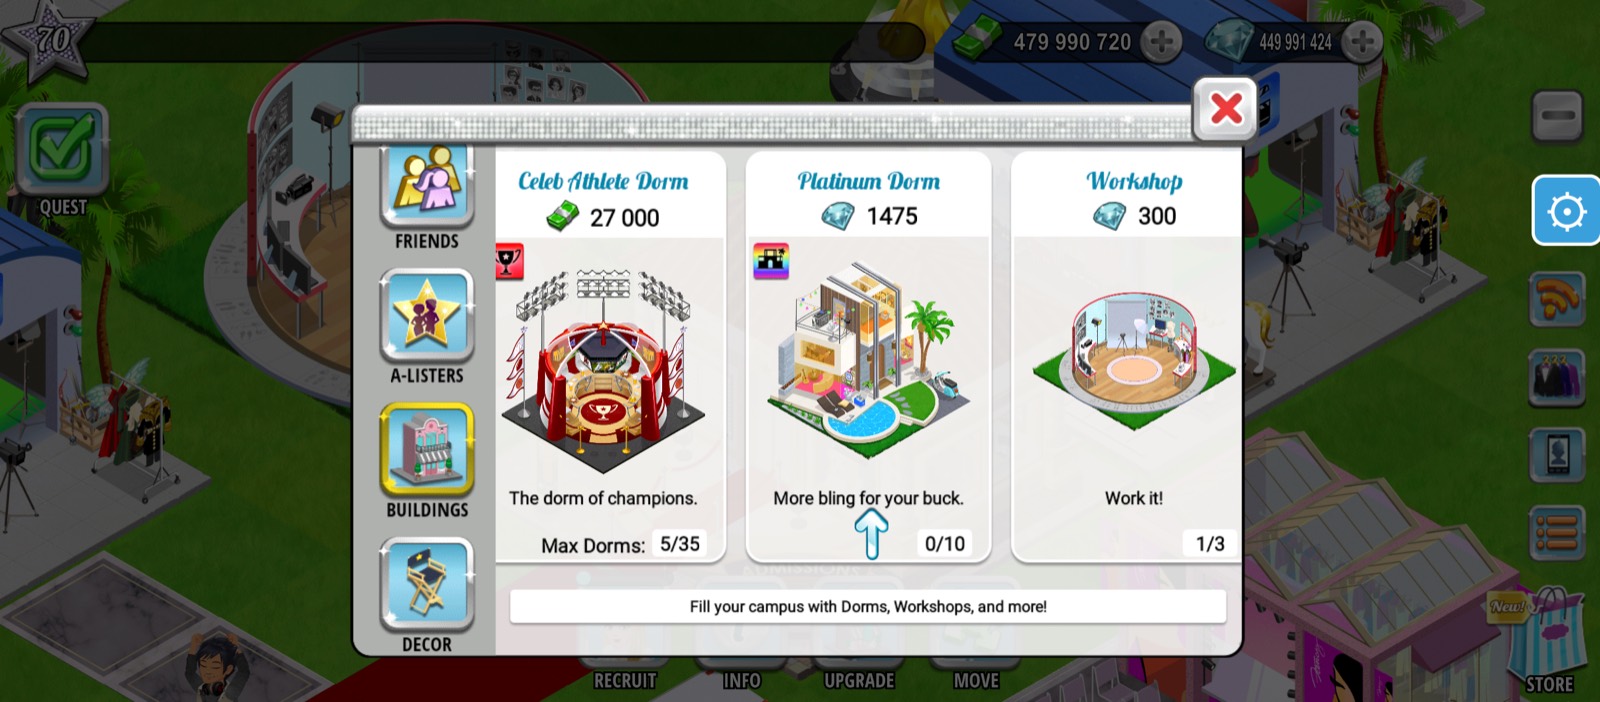 70
479 990 720
449 991 424
QUEST
FRIENDS
A-LISTERS
BUILDINGS
DECOR
Celeb Athlete Dorm
27 000
The dorm of champions.
Max Dorms: 5/35
Platinum Dorm
1475
More bling for your buck.
0/10
Workshop
300
Work it!
1/3
Fill your campus with Dorms, Workshops, and more!
RECRUIT
INFO
UPGRADE
MOVE
???
New!
STORE